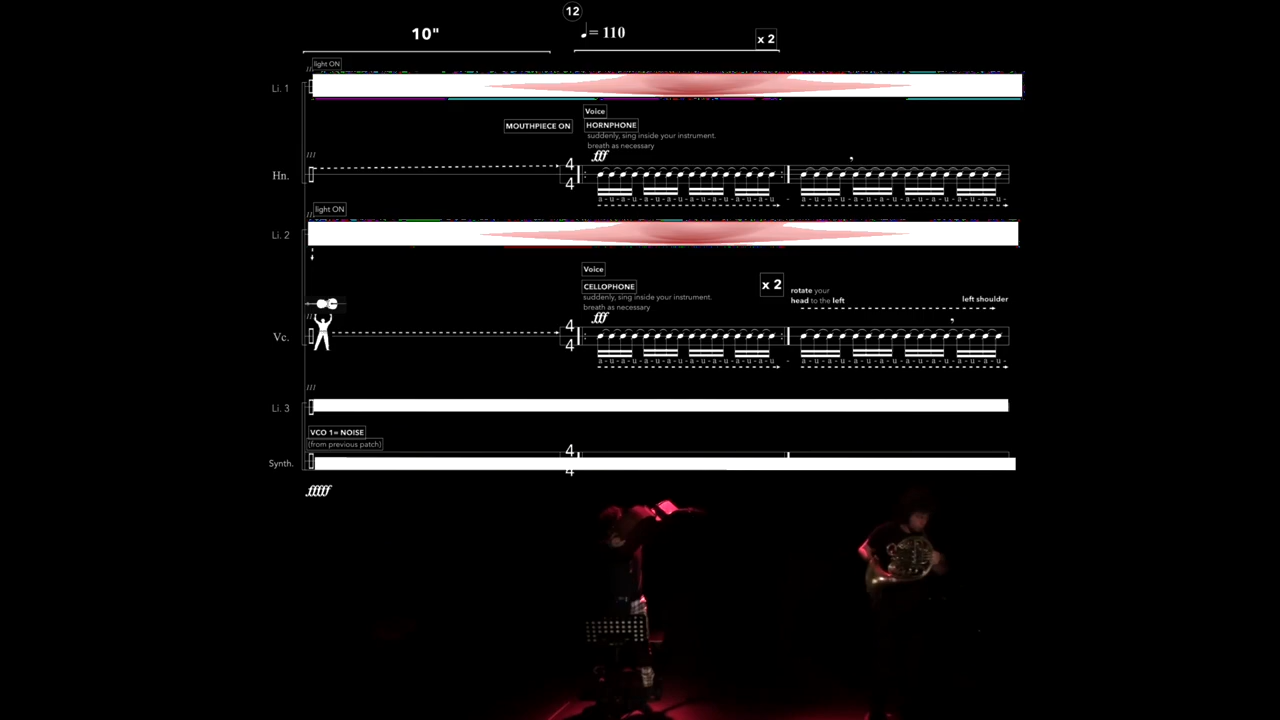 12
10"
♩= 110
x 2
light ON
Li. 1
Voice
MOUTHPIECE ON
HORNPHONE
suddenly, sing inside your instrument.
breath as necessary
fff
4
4
Hn.
a - u - a - u - a - u - a - u - a - u - a - u - a - u - a - u - a - u - a - u - a - u - a - u - a - u - a - u -
light ON
Li. 2
Voice
x 2
CELLOPHONE
rotate your
head to the left
left shoulder
suddenly, sing inside your instrument.
breath as necessary
fff
4
4
Vc.
a - u - a - u - a - u - a - u - a - u - a - u - a - u - a - u - a - u - a - u - a - u - a - u - a - u - a - u -
Li. 3
VCO 1= NOISE
(from previous patch)
4
4
Synth.
fffff